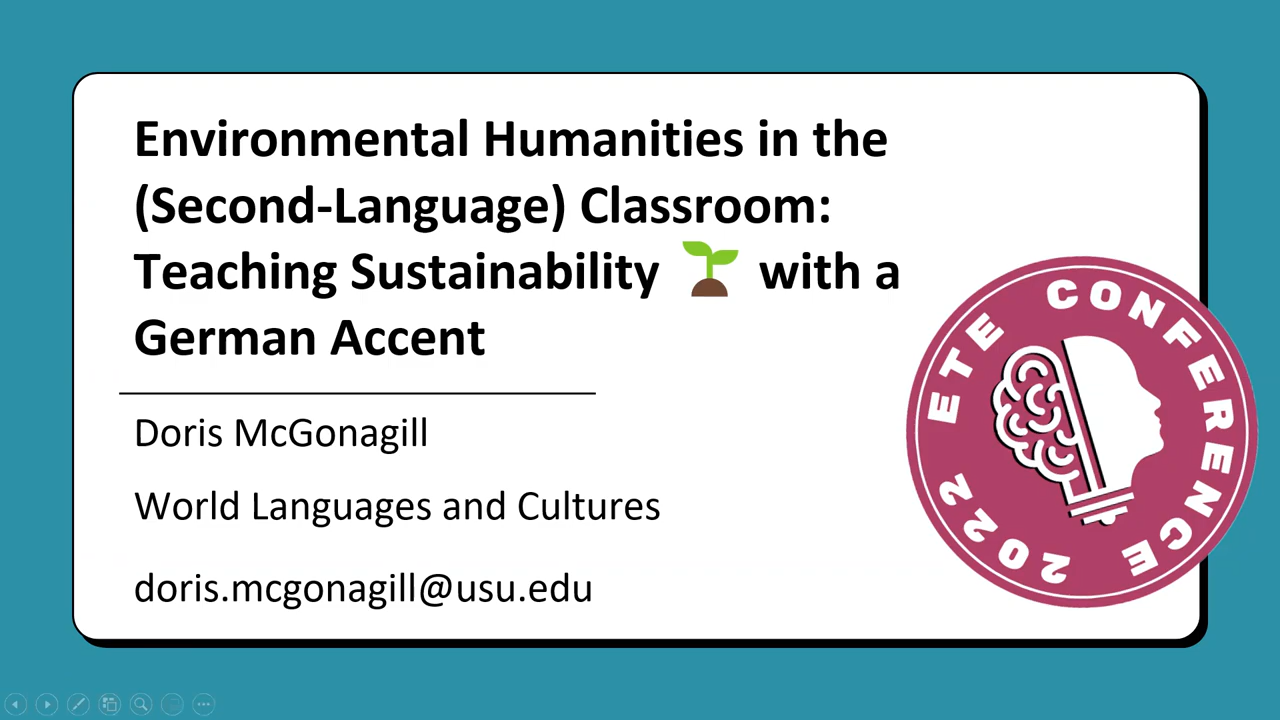 Environmental Humanities in the
(Second-Language) Classroom:
Teaching Sustainability 🌱 with a
German Accent
Doris McGonagill
World Languages and Cultures
doris.mcgonagill@usu.edu
ETE CONFERENCE 2022